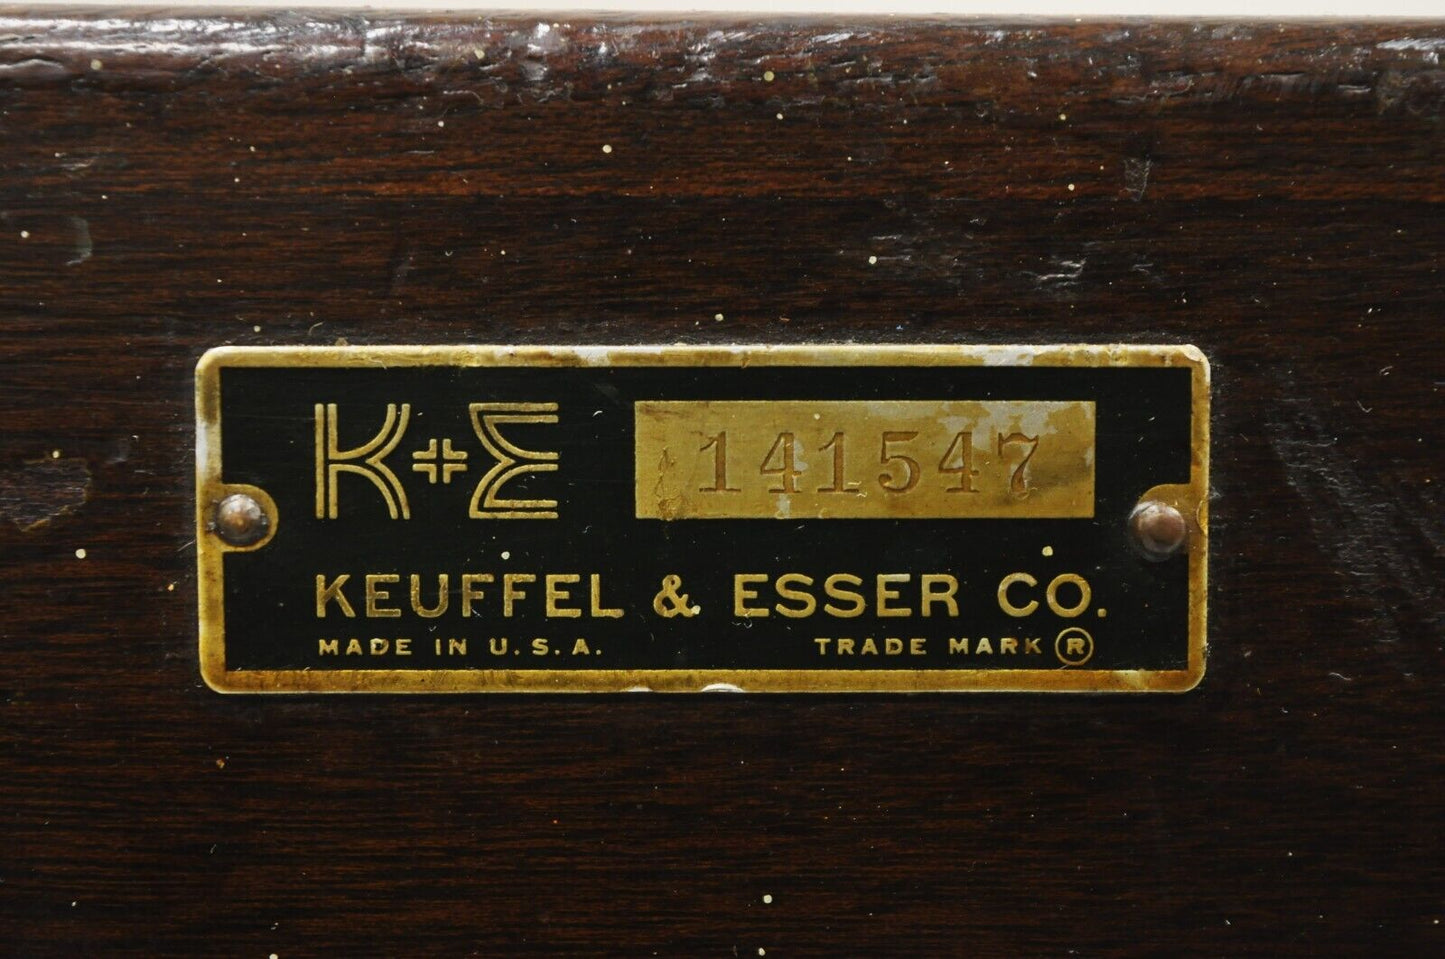 K+E 141547
KEUFFEL & ESSER CO.
MADE IN U.S.A. TRADE MARK ®